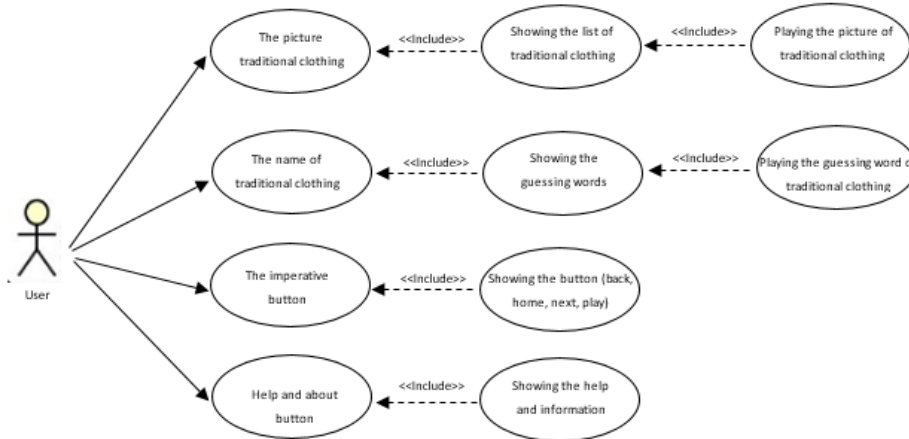 The picture
traditional clothing
<<Include>>
Showing the list of
traditional clothing
<<Include>>
Playing the picture of
traditional clothing
The name of
traditional clothing
<<Include>>
Showing the
guessing words
<<Include>>
Playing the guessing word
traditional clothing
User
The imperative
button
<<Include>>
Showing the button (back,
home, next, play)
Help and about
button
<<Include>>
Showing the help
and information